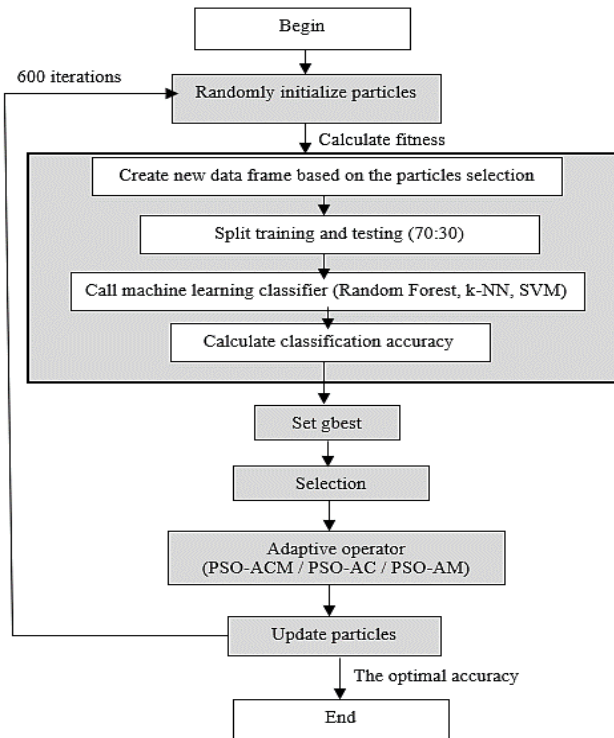 Begin
600 iterations
Randomly initialize particles
Calculate fitness
Create new data frame based on the particles selection
Split training and testing (70:30)
Call machine learning classifier (Random Forest, k-NN, SVM)
Calculate classification accuracy
Set gbest
Selection
Adaptive operator
(PSO-ACM / PSO-AC / PSO-AM)
Update particles
The optimal accuracy
End